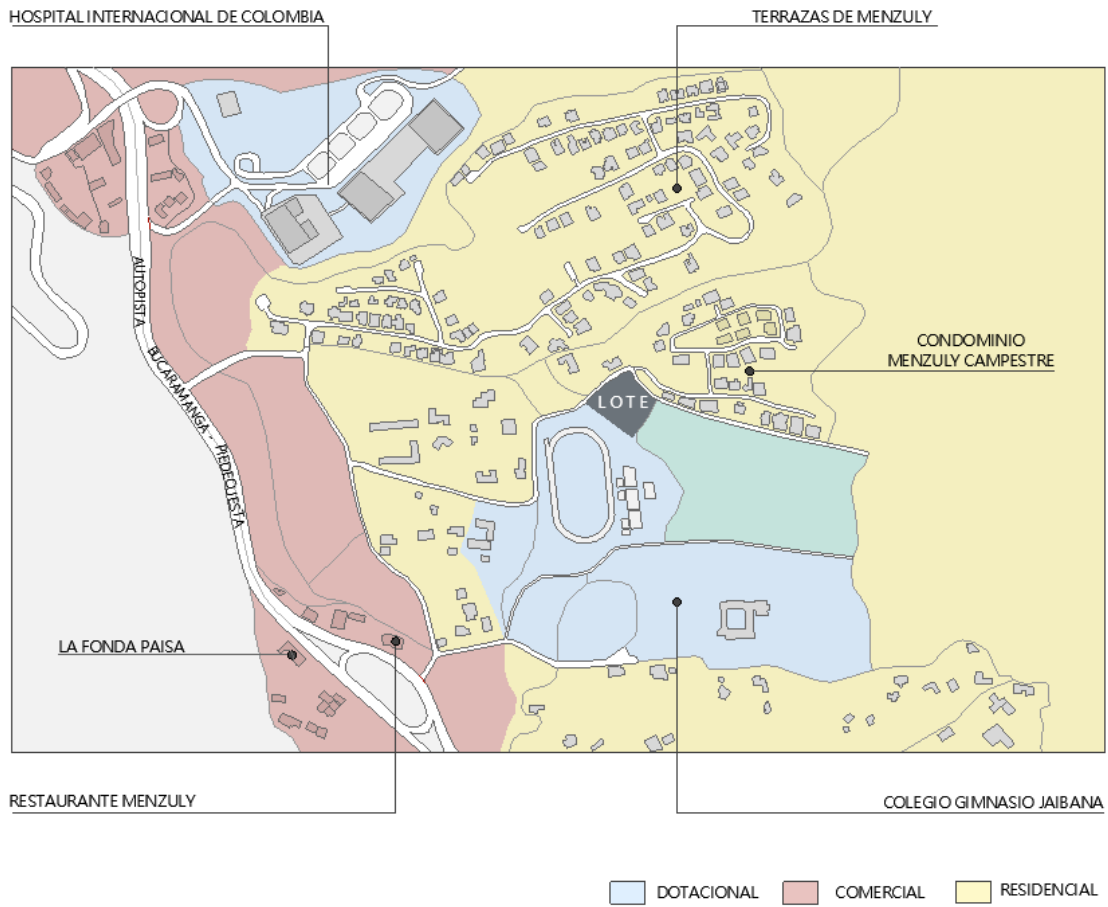 HOSPITAL INTERNACIONAL DE COLOMBIA
TERRAZAS DE MENZULY
AUTOPISTA
BUCARAMANGA - PIEDEQUESTA
CONDOMINIO
MENZULY CAMPESTRE
LOTE
LA FONDA PAISA
RESTAURANTE MENZULY
COLEGIO GIMNASIO JAIBANA
DOTACIONAL
COMERCIAL
RESIDENCIAL